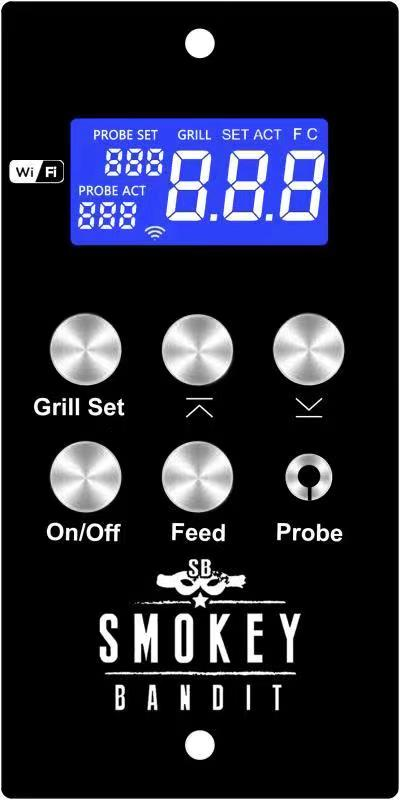 PROBE SET GRILL SET ACT F C
888 8.8.8
Wi Fi
PROBE ACT
888
Grill Set
On/Off Feed Probe
SB
SMOKEY
BANDIT